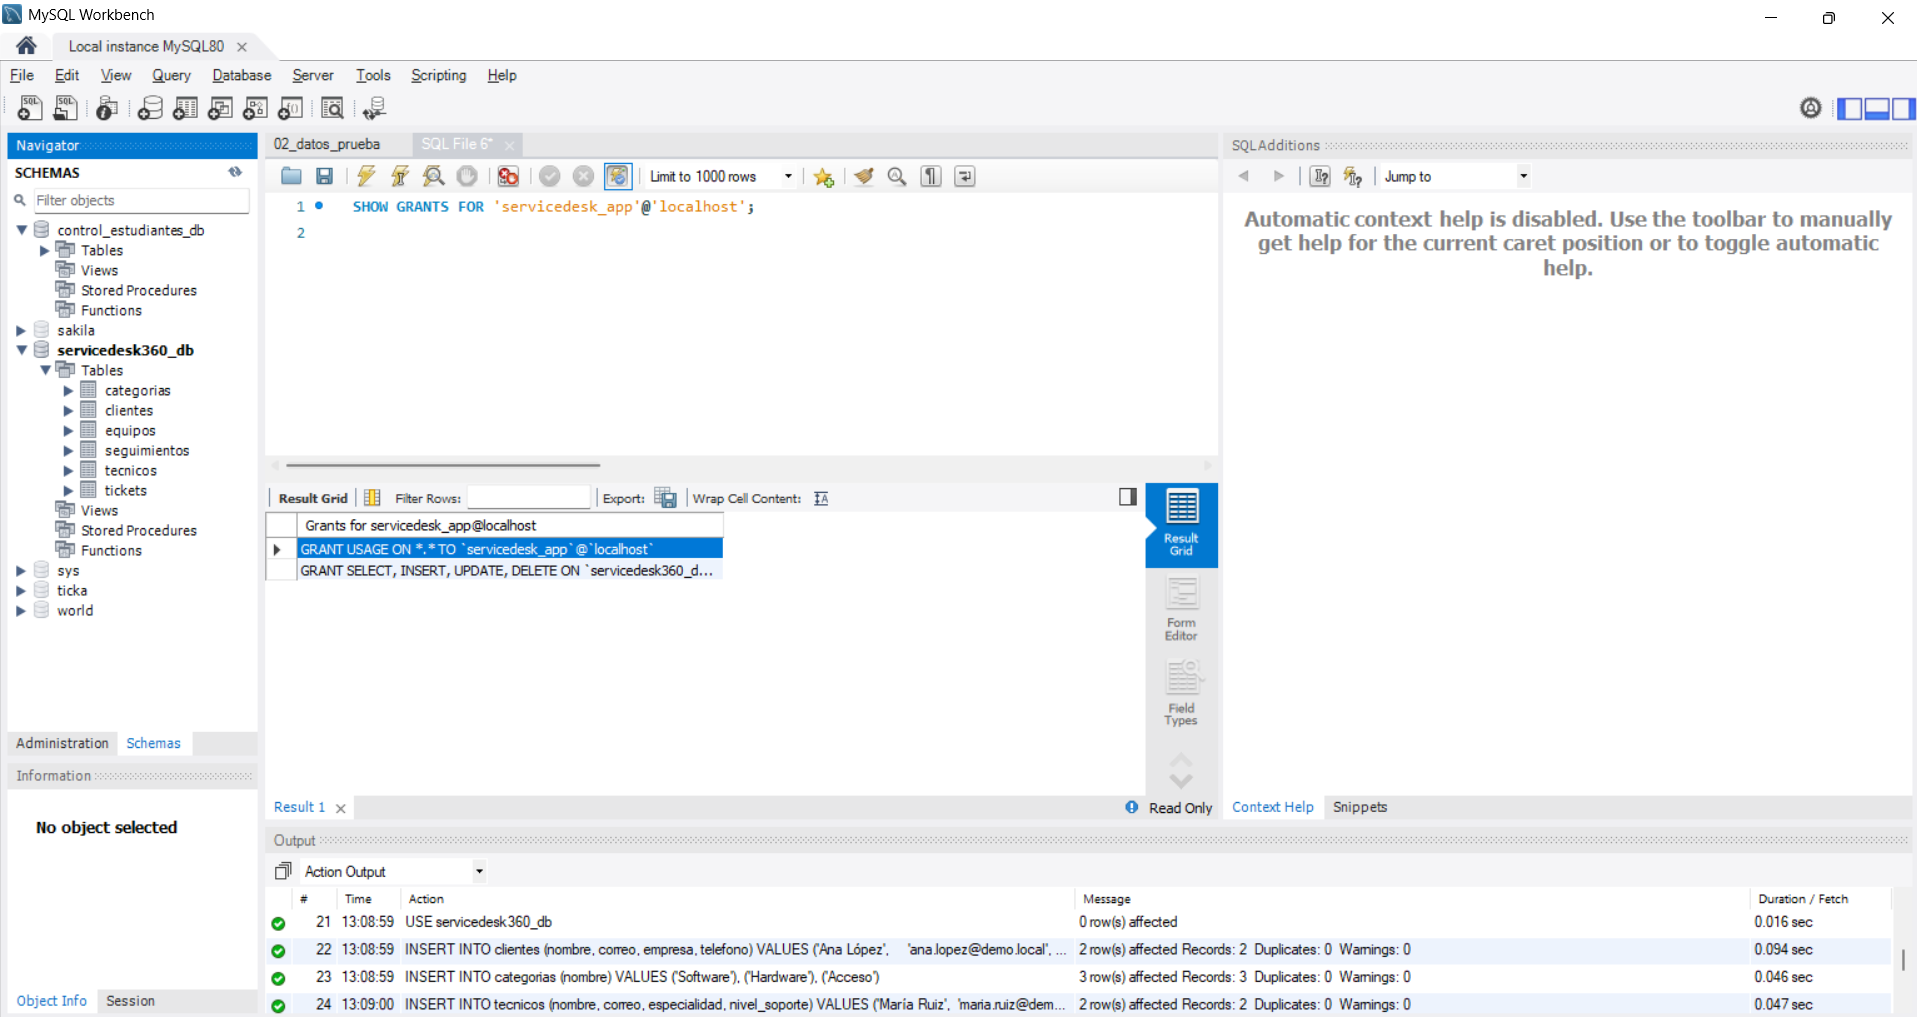 MySQL Workbench
Local instance MySQL80
File Edit View Query Database Server Tools Scripting Help
Navigator
SCHEMAS
Filter objects
control_estudiantes_db
Tables
Views
Stored Procedures
Functions
sakila
servicedesk360_db
Tables
categorias
clientes
equipos
seguimientos
tecnicos
tickets
Views
Stored Procedures
Functions
sys
ticka
world
Administration Schemas
Information
No object selected
Object Info Session
02_datos_prueba SQL File 6*
Limit to 1000 rows
1 SHOW GRANTS FOR 'servicedesk_app'@'localhost';
2
Result Grid Filter Rows: Export: Wrap Cell Content:
Grants for servicedesk_app@localhost
GRANT USAGE ON *.* TO `servicedesk_app`@`localhost`
GRANT SELECT, INSERT, UPDATE, DELETE ON `servicedesk360_d...
Result Grid
Form Editor
Field Types
Result 1 Read Only
SQLAdditions
Jump to
Automatic context help is disabled. Use the toolbar to manually
get help for the current caret position or to toggle automatic
help.
Context Help Snippets
Output
Action Output
# Time Action Message Duration / Fetch
21 13:08:59 USE servicedesk360_db 0 row(s) affected 0.016 sec
22 13:08:59 INSERT INTO clientes (nombre, correo, empresa, telefono) VALUES ('Ana López', 'ana.lopez@demo.local', ... 2 row(s) affected Records: 2 Duplicates: 0 Warnings: 0 0.094 sec
23 13:08:59 INSERT INTO categorias (nombre) VALUES ('Software'), ('Hardware'), ('Acceso') 3 row(s) affected Records: 3 Duplicates: 0 Warnings: 0 0.046 sec
24 13:09:00 INSERT INTO tecnicos (nombre, correo, especialidad, nivel_soporte) VALUES ('María Ruiz', 'maria.ruiz@dem... 2 row(s) affected Records: 2 Duplicates: 0 Warnings: 0 0.047 sec